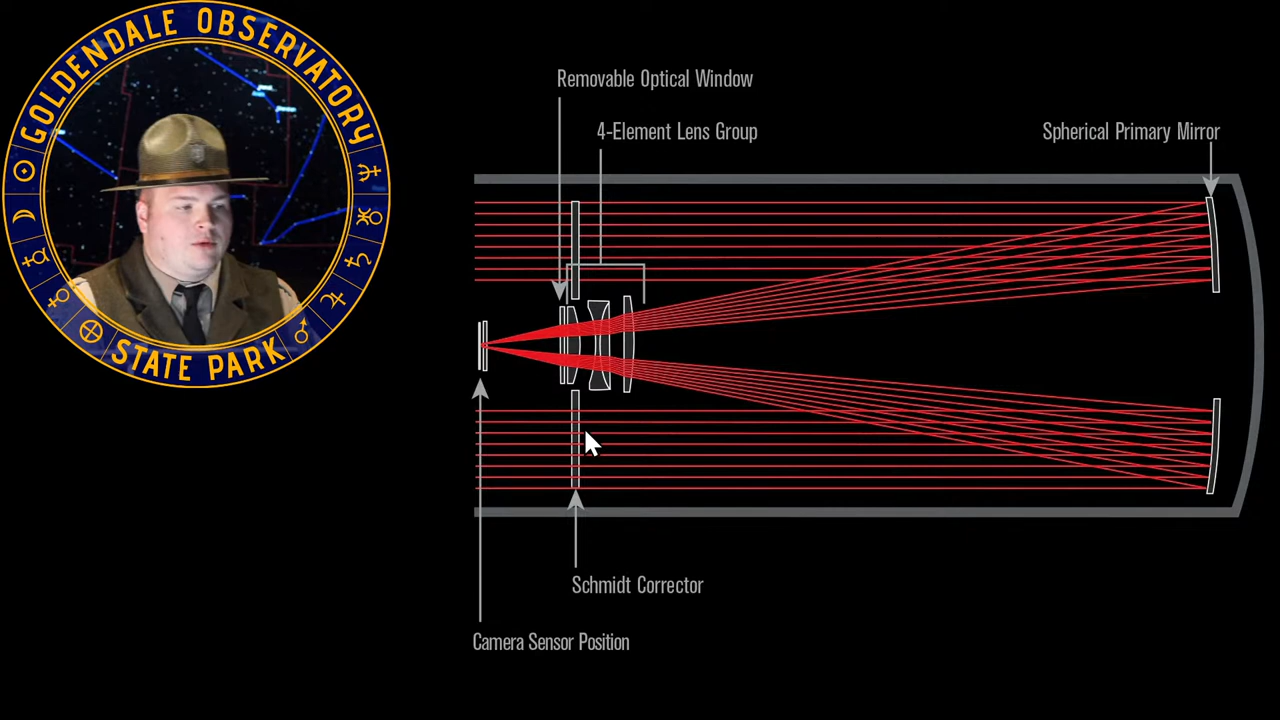 GOLDENDALE OBSERVATORY
STATE PARK
Removable Optical Window
4-Element Lens Group
Spherical Primary Mirror
Schmidt Corrector
Camera Sensor Position